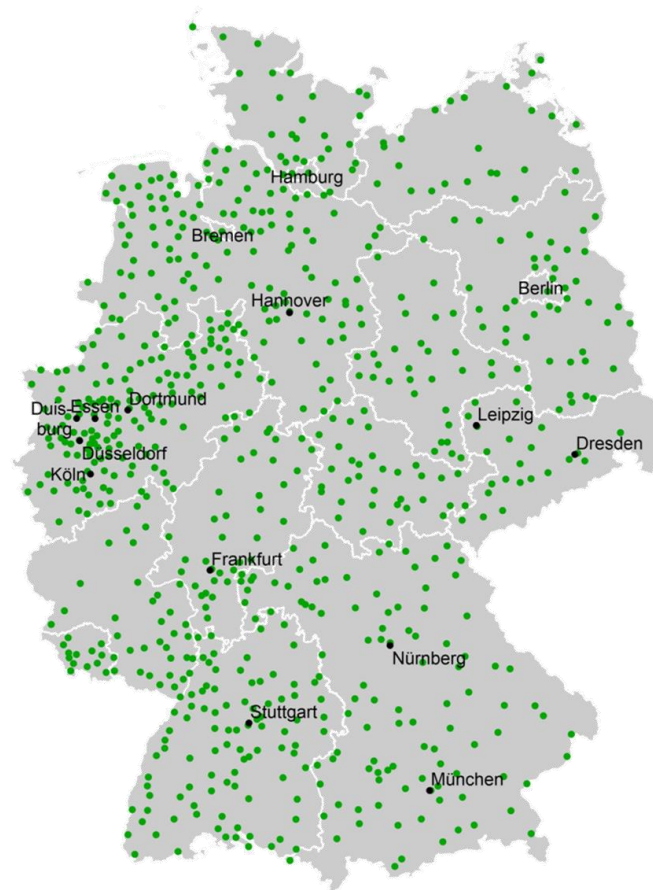 Hamburg
Bremen
Berlin
Hannover
Duis-
burg
Essen
Dortmund
Leipzig
Düsseldorf
Dresden
Köln
Frankfurt
Nürnberg
Stuttgart
München